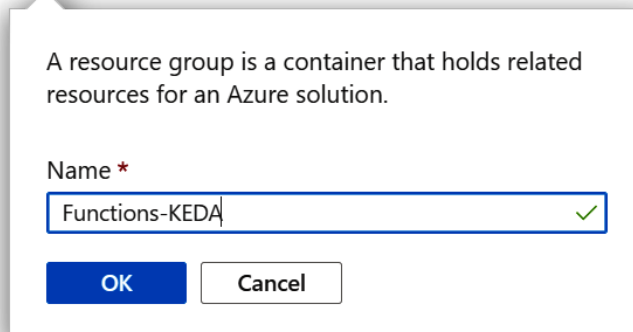 A resource group is a container that holds related
resources for an Azure solution.
Name *
Functions-KEDA
OK
Cancel